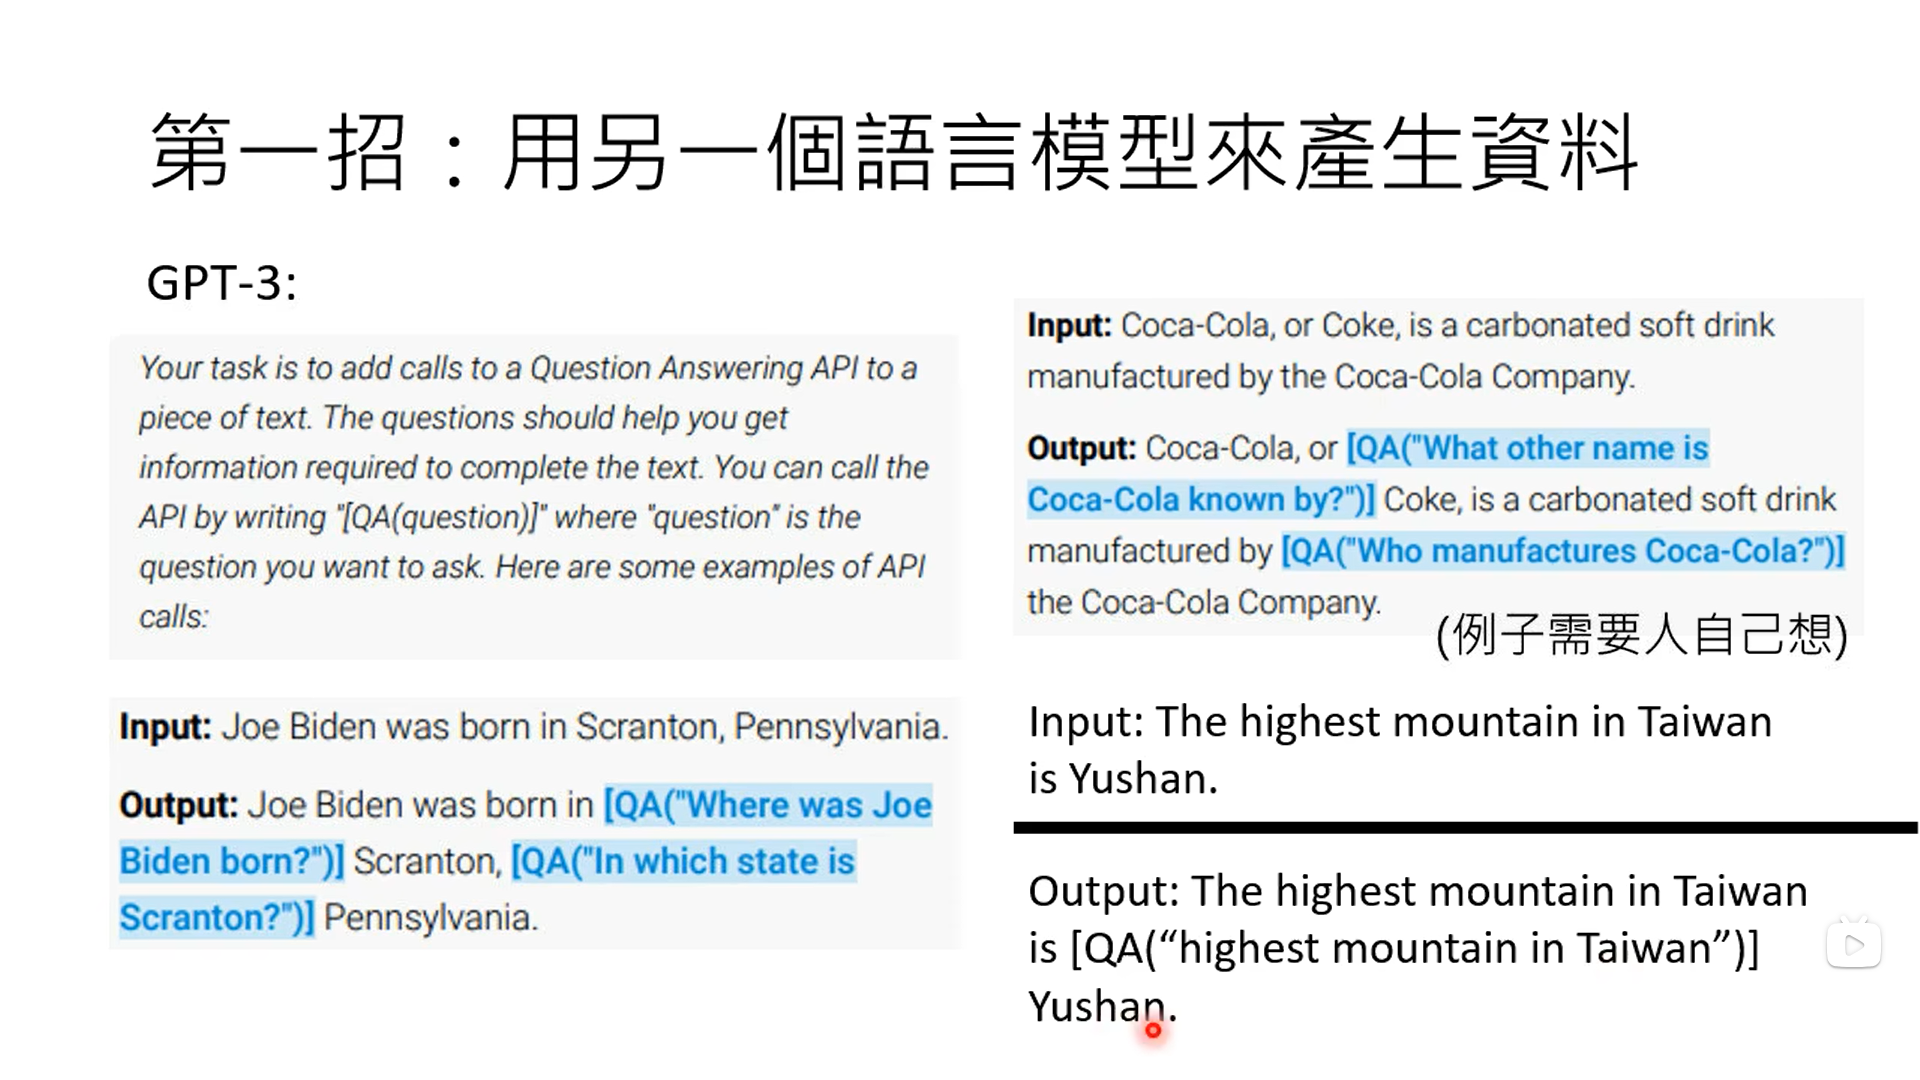 第一招：用另一個語言模型來產生資料
GPT-3:
Your task is to add calls to a Question Answering API to a
piece of text. The questions should help you get
information required to complete the text. You can call the
API by writing "[QA(question)]" where "question" is the
question you want to ask. Here are some examples of API
calls:
Input: Joe Biden was born in Scranton, Pennsylvania.
Output: Joe Biden was born in [QA("Where was Joe
Biden born?")] Scranton, [QA("In which state is
Scranton?")] Pennsylvania.
Input: Coca-Cola, or Coke, is a carbonated soft drink
manufactured by the Coca-Cola Company.
Output: Coca-Cola, or [QA("What other name is
Coca-Cola known by?")] Coke, is a carbonated soft drink
manufactured by [QA("Who manufactures Coca-Cola?")]
the Coca-Cola Company.
(例子需要人自己想)
Input: The highest mountain in Taiwan
is Yushan.
Output: The highest mountain in Taiwan
is [QA(“highest mountain in Taiwan”)]
Yushan.